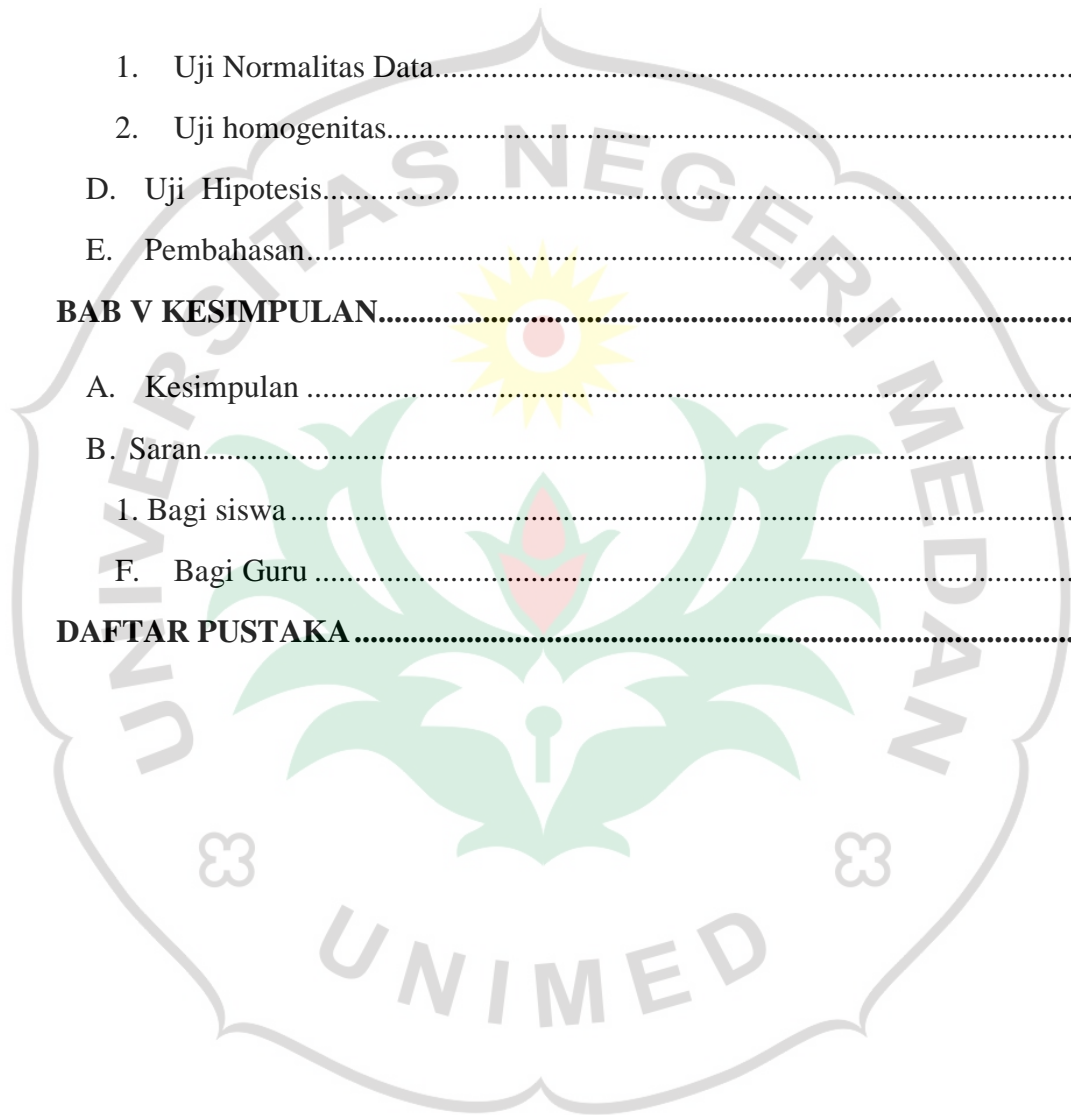 1. Uji Normalitas Data..........................................................................
2. Uji homogenitas................................................................................
D. Uji  Hipotesis.....................................................................................
E. Pembahasan.......................................................................................
BAB V KESIMPULAN............................................................................
A. Kesimpulan .......................................................................................
B. Saran..................................................................................................
1. Bagi siswa..........................................................................................
F. Bagi Guru ..........................................................................................
DAFTAR PUSTAKA ...............................................................................
UNIVERSITAS NEGERI MEDAN
UNIMED